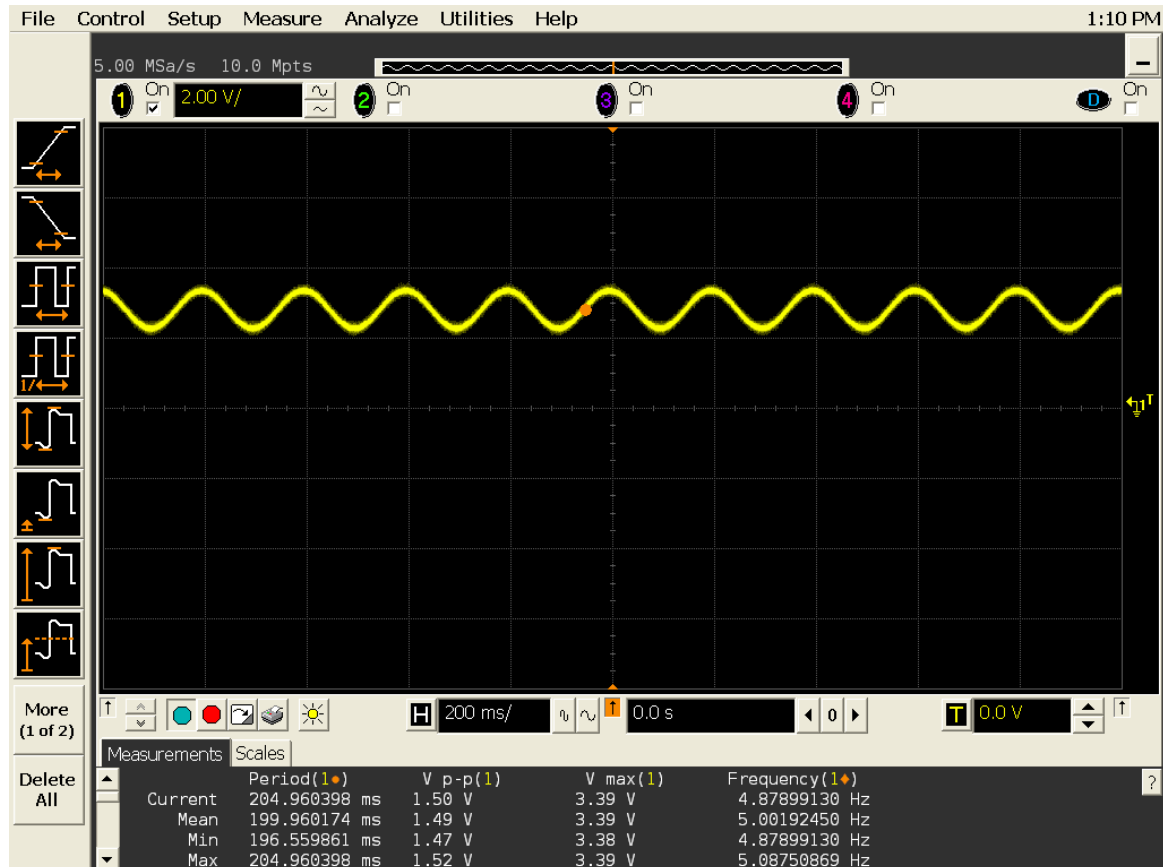 File Control Setup Measure Analyze Utilities Help 1:10 PM
5.00 MSa/s 10.0 Mpts
1 On 2.00 V/ 2 On 3 On 4 On D On
1/
1 T
More
(1 of 2)
Delete
All
H 200 ms/ 0.0 s 0 T 0.0 V
Measurements Scales
Period(1) V p-p(1) V max(1) Frequency(1) ?
Current 204.960398 ms 1.50 V 3.39 V 4.87899130 Hz
Mean 199.960174 ms 1.49 V 3.39 V 5.00192450 Hz
Min 196.559861 ms 1.47 V 3.38 V 4.87899130 Hz
Max 204.960398 ms 1.52 V 3.39 V 5.08750869 Hz